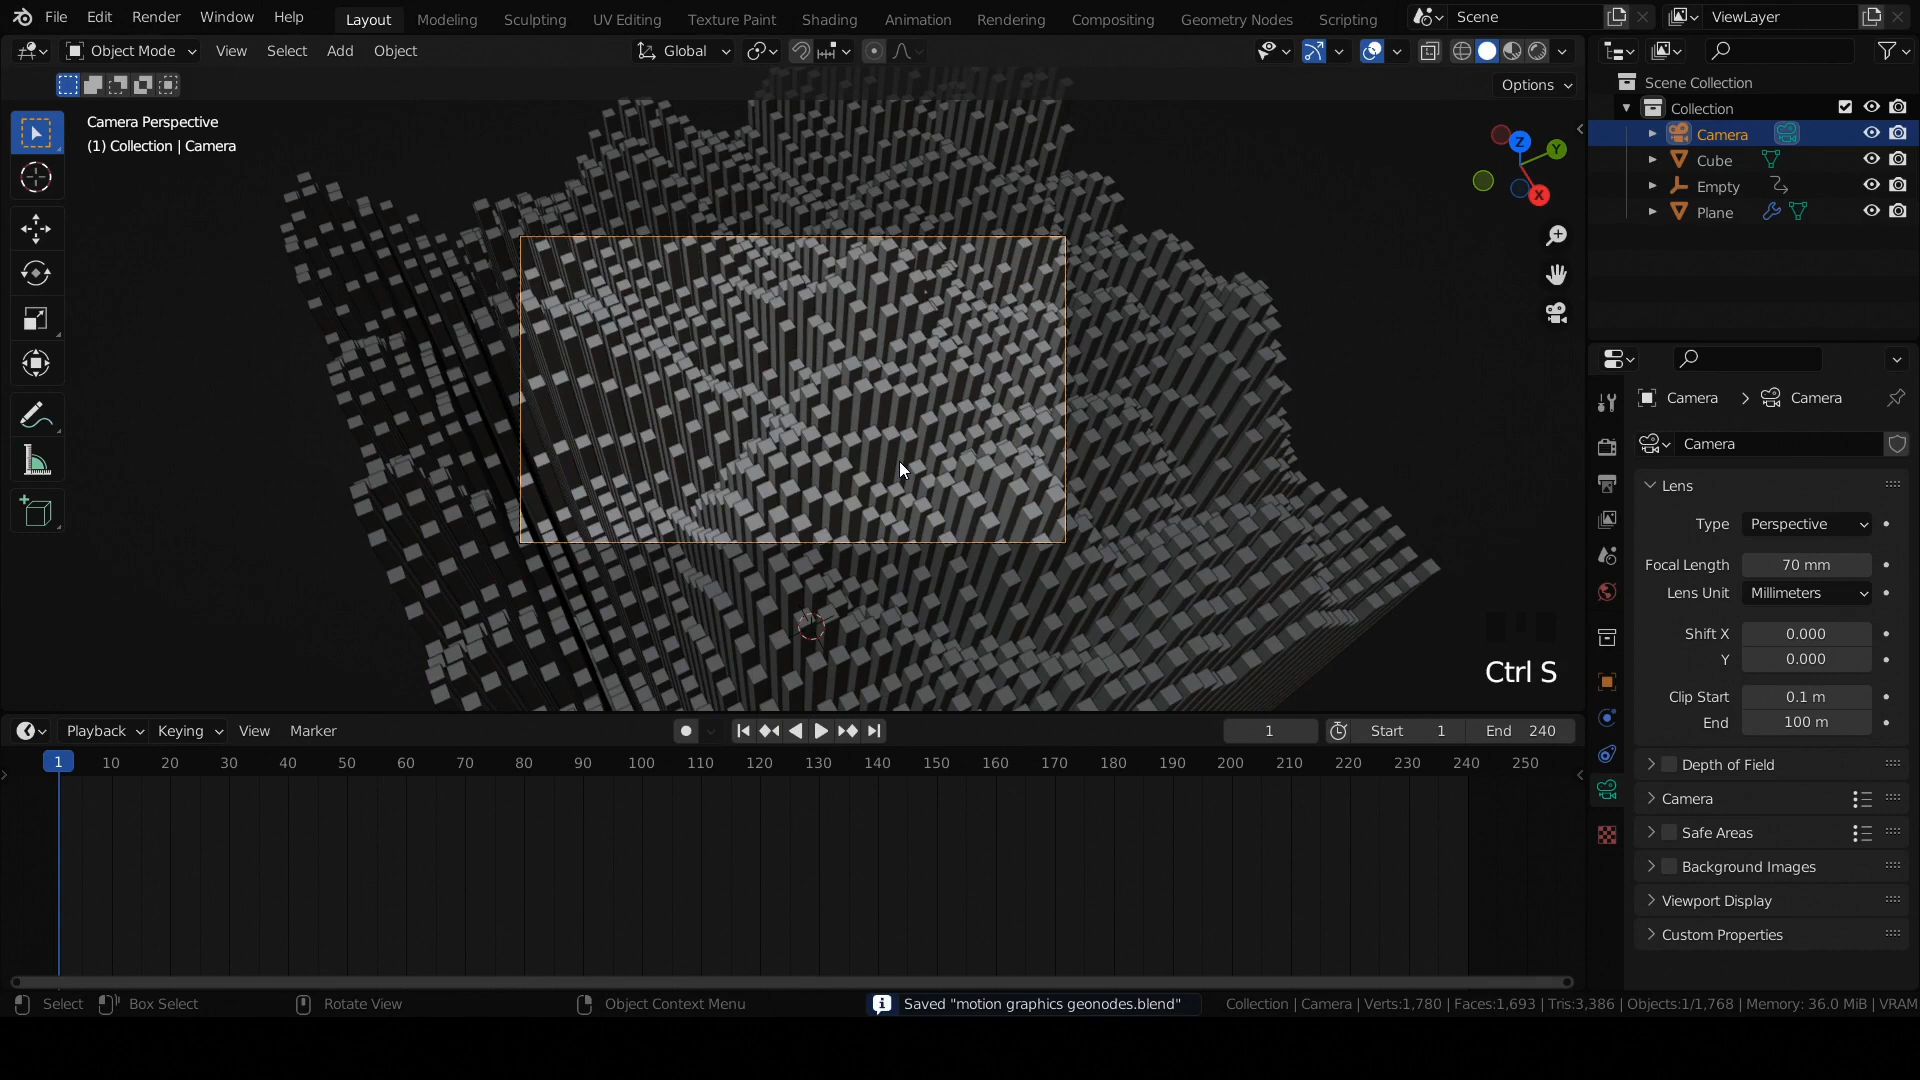 File Edit Render Window Help Layout Modeling Sculpting UV Editing Texture Paint Shading Animation Rendering Compositing Geometry Nodes Scripting Scene ViewLayer
Object Mode View Select Add Object Global
Options
Camera Perspective
(1) Collection | Camera
Z
Y
X
Ctrl S
Scene Collection
Collection
Camera
Cube
Empty
Plane
Camera > Camera
Camera
Lens
Type Perspective
Focal Length 70 mm
Lens Unit Millimeters
Shift X 0.000
Y 0.000
Clip Start 0.1 m
End 100 m
Depth of Field
Camera
Safe Areas
Background Images
Viewport Display
Custom Properties
Playback Keying View Marker 1 Start 1 End 240
1 10 20 30 40 50 60 70 80 90 100 110 120 130 140 150 160 170 180 190 200 210 220 230 240 250
Select Box Select Rotate View Object Context Menu Saved "motion graphics geonodes.blend" Collection | Camera | Verts:1,780 | Faces:1,693 | Tris:3,386 | Objects:1/1,768 | Memory: 36.0 MiB | VRAM